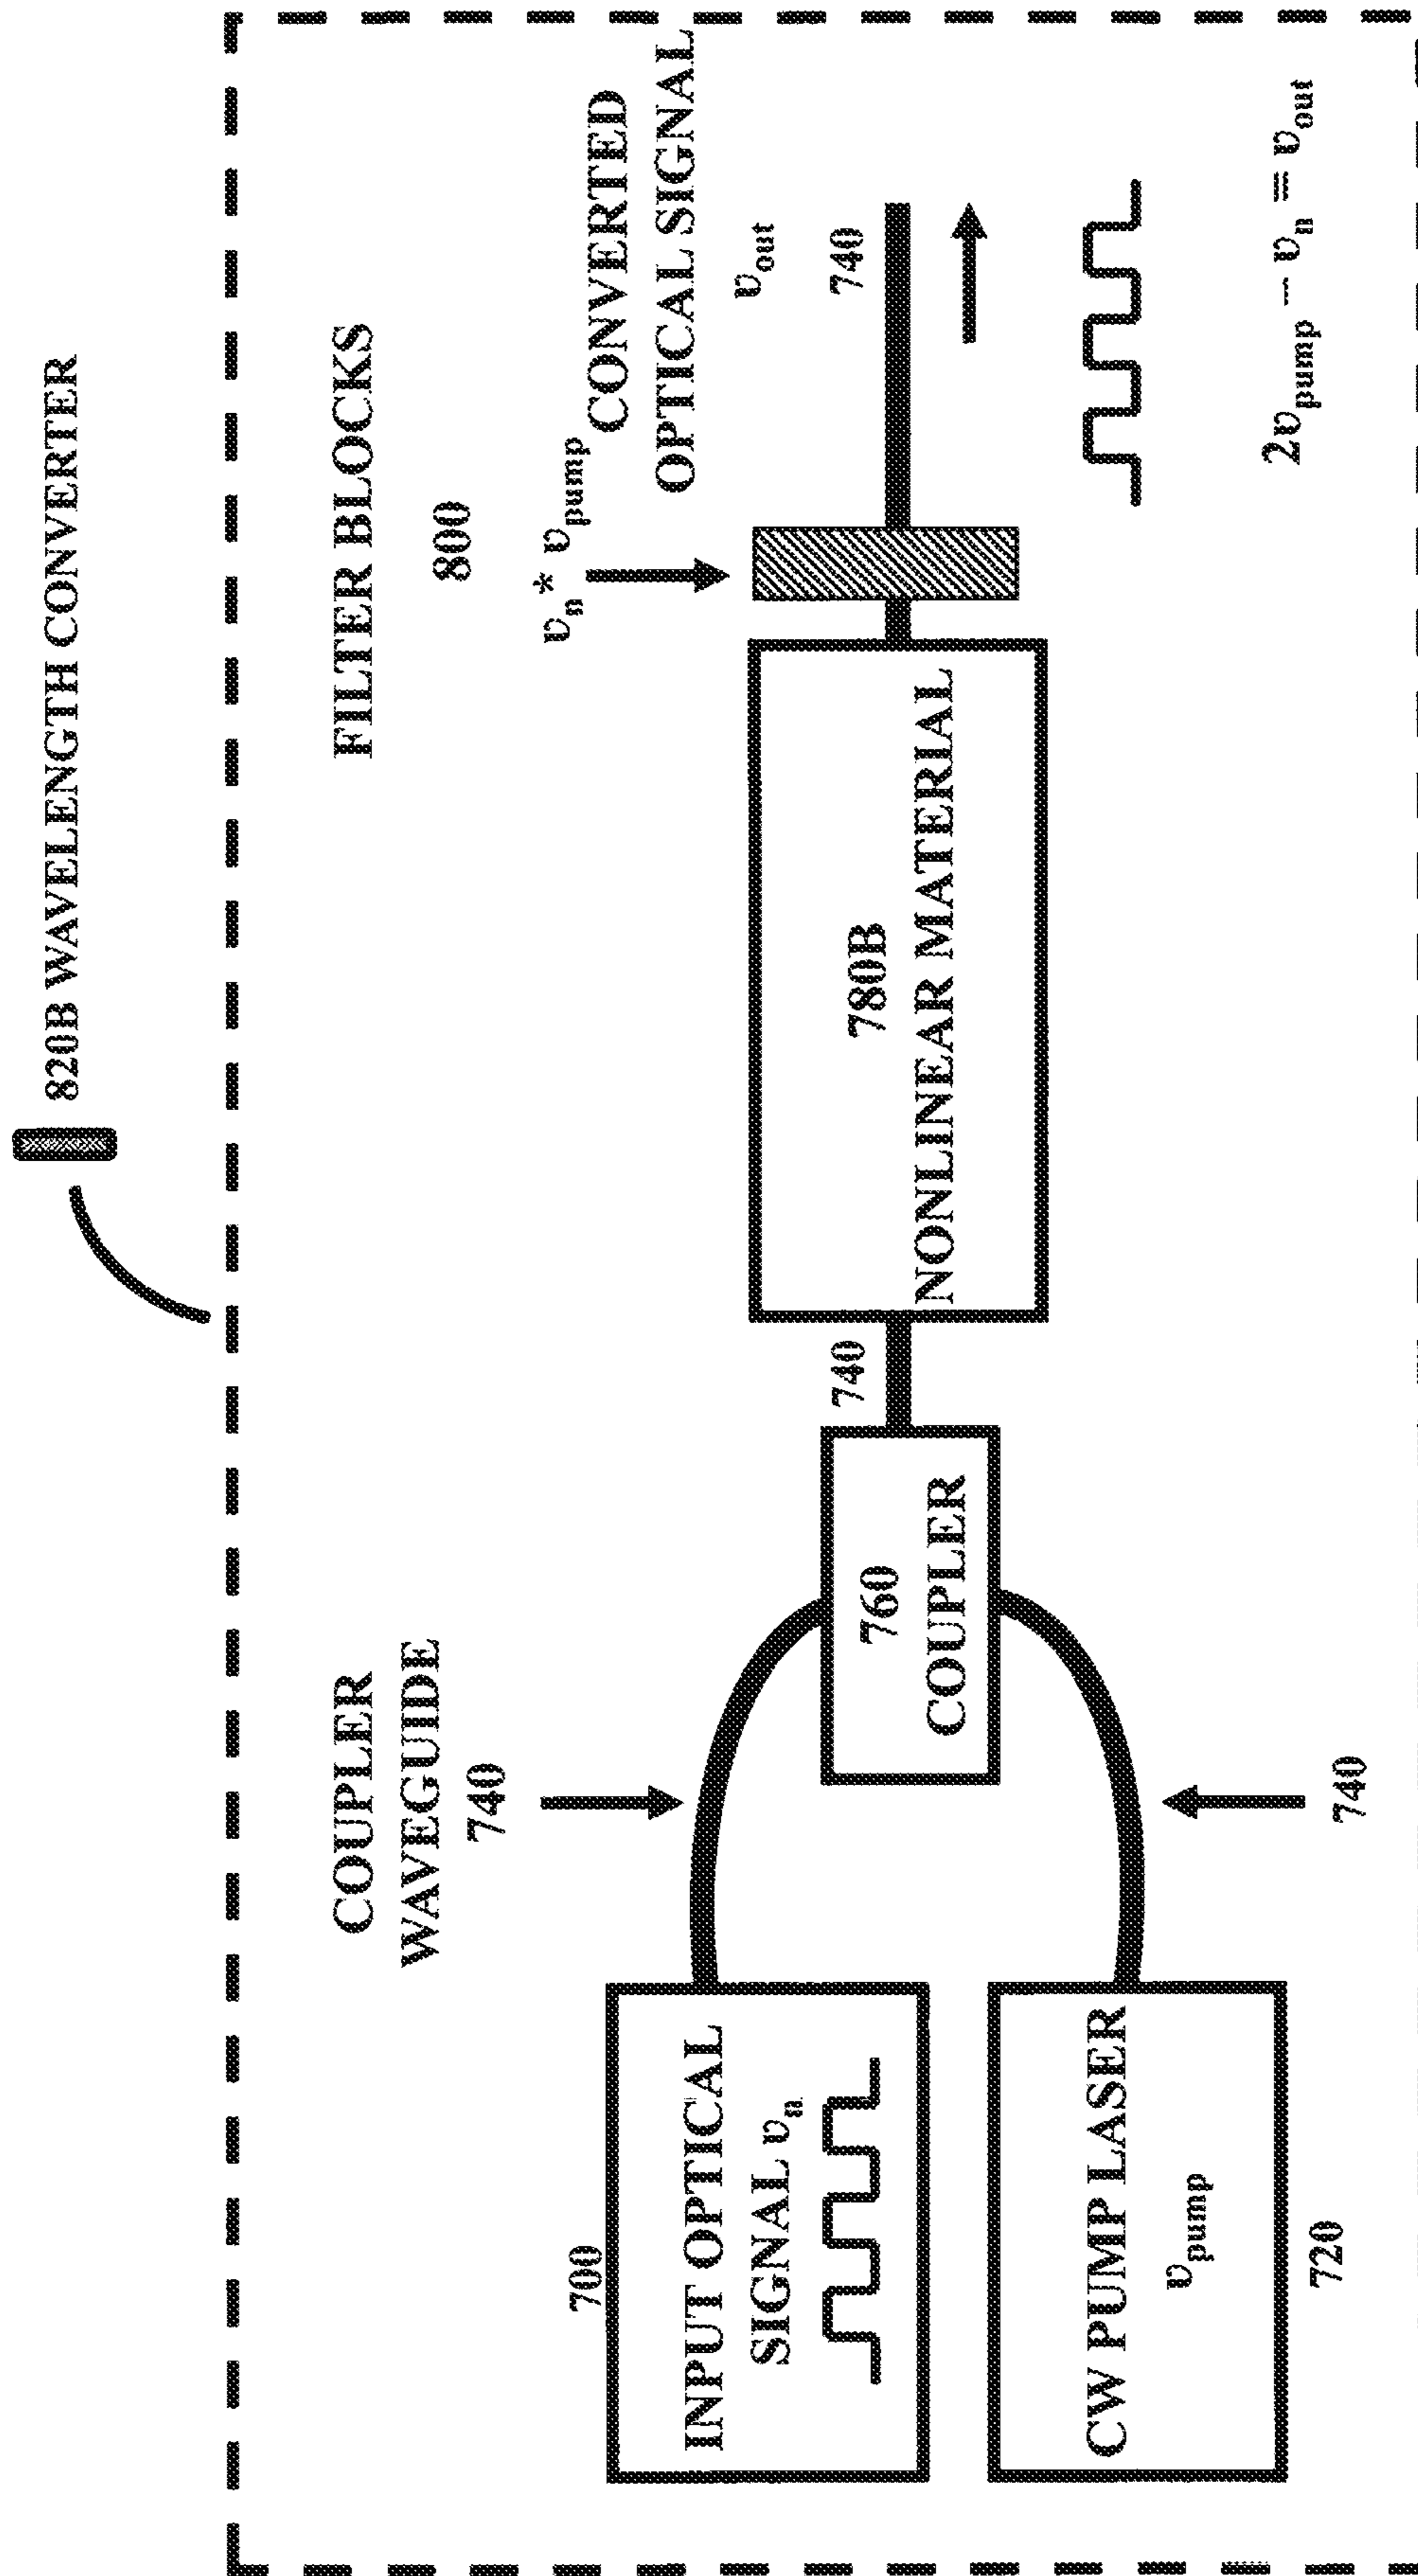 820B WAVELENGTH CONVERTER
COUPLER
WAVEGUIDE
740
FILTER BLOCKS
800
υn * υpump
CONVERTED
OPTICAL SIGNAL
υout
740
700
INPUT OPTICAL
SIGNAL υn
760
COUPLER
740
780B
NONLINEAR MATERIAL
CW PUMP LASER
υpump
720
740
2υpump − υn = υout